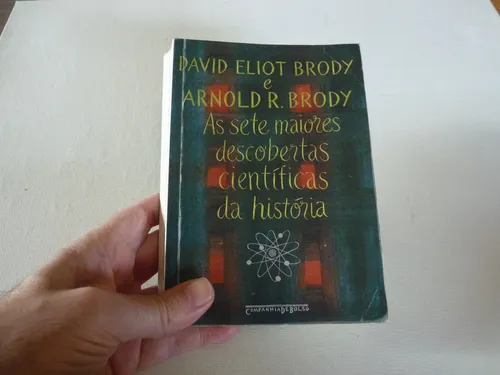 DAVID ELIOT BRODY
e
ARNOLD R. BRODY
As sete maiores
descobertas
científicas
da história
COMPANHIA DE BOLSO